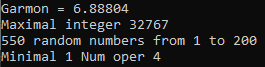 Garmon = 6.88804
Maximal integer 32767
550 random numbers from 1 to 200
Minimal 1 Num oper 4